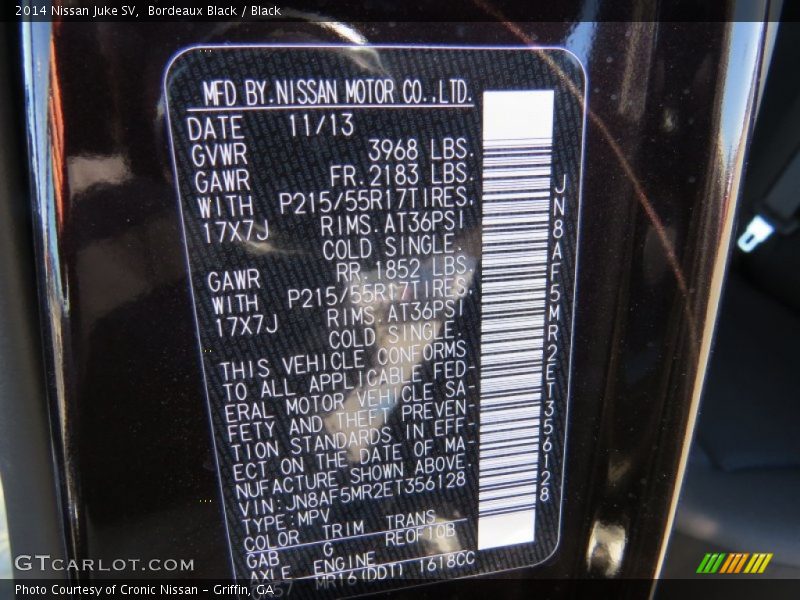 2014 Nissan Juke SV,  Bordeaux Black / Black
MFD BY.NISSAN MOTOR CO.,LTD.
DATE 11/13
GVWR 3968 LBS.
GAWR FR.2183 LBS.
WITH P215/55R17TIRES.
17X7J RIMS.AT36PSI
COLD SINGLE.
GAWR RR.1852 LBS.
WITH P215/55R17TIRES.
17X7J RIMS.AT36PSI
COLD SINGLE.
THIS VEHICLE CONFORMS
TO ALL APPLICABLE FED-
ERAL MOTOR VEHICLE SA-
FETY AND THEFT PREVEN-
TION STANDARDS IN EFF-
ECT ON THE DATE OF MA-
NUFACTURE SHOWN ABOVE.
VIN:JN8AF5MR2ET356128
TYPE:MPV
COLOR TRIM TRANS
GAB G RE0F10B
AXLE ENGINE
MR16(DDT) 1618CC
JN8AF5MR2ET356128
GTCARLOT.COM
Photo Courtesy of Cronic Nissan - Griffin, GA